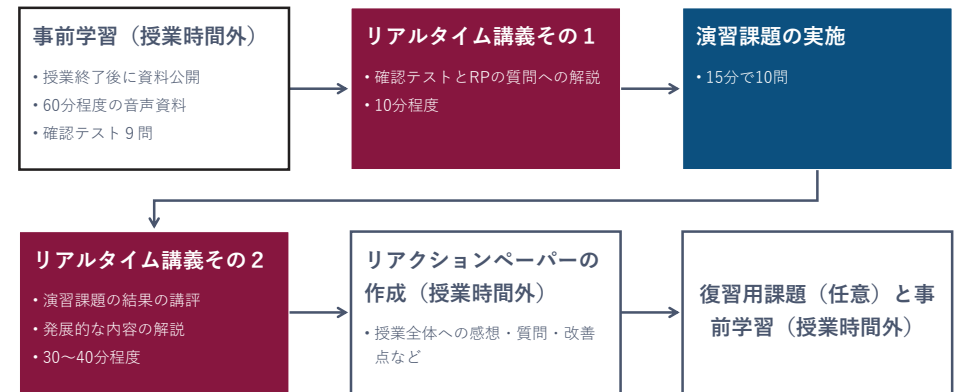 事前学習（授業時間外）
• 授業終了後に資料公開
• 60分程度の音声資料
• 確認テスト９問
リアルタイム講義その１
• 確認テストとRPの質問への解説
• 10分程度
演習課題の実施
• 15分で10問
リアルタイム講義その２
• 演習課題の結果の講評
• 発展的な内容の解説
• 30〜40分程度
リアクションペーパーの
作成（授業時間外）
• 授業全体への感想・質問・改善
点など
復習用課題（任意）と事
前学習（授業時間外）